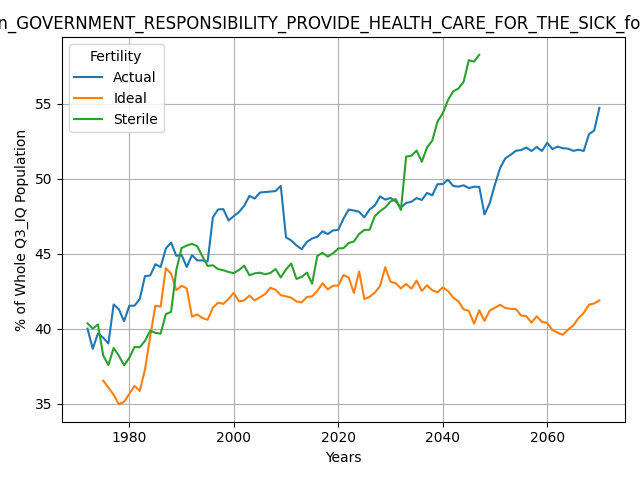 n_GOVERNMENT_RESPONSIBILITY_PROVIDE_HEALTH_CARE_FOR_THE_SICK_fo
Fertility
Actual
Ideal
Sterile
% of Whole Q3_IQ Population
55
50
45
40
35
1980
2000
2020
2040
2060
Years